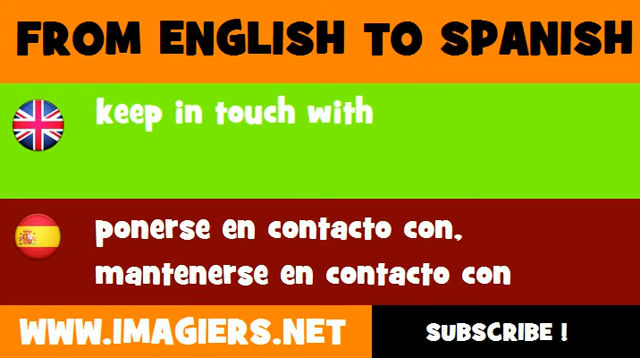 FROM ENGLISH TO SPANISH
keep in touch with
ponerse en contacto con,
mantenerse en contacto con
WWW.IMAGIERS.NET
SUBSCRIBE !